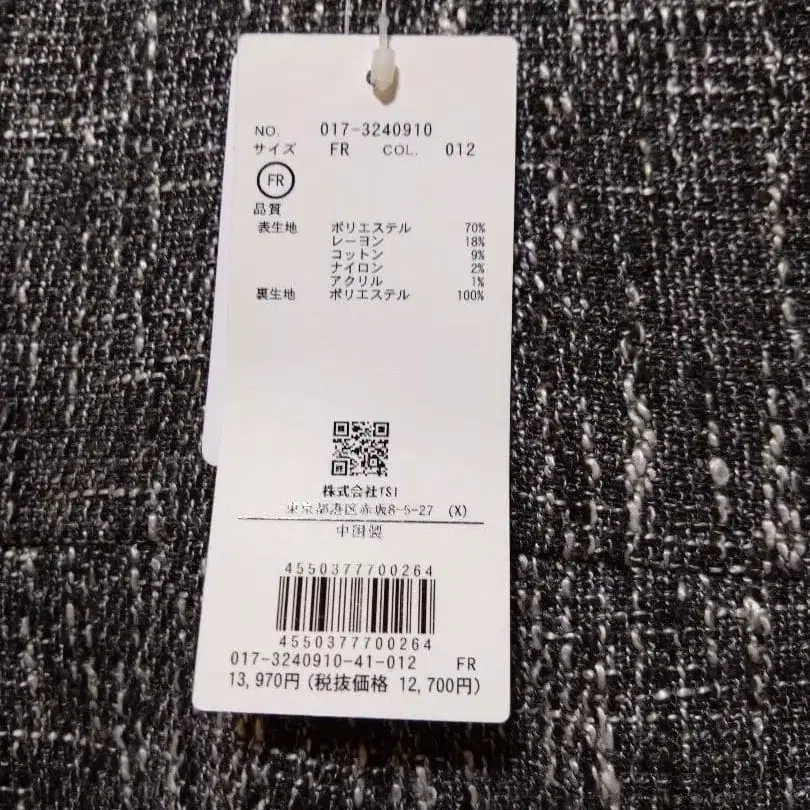 NO. 017-3240910
サイズ FR COL. 012
FR
品質
表生地 ポリエステル 70%
レーヨン 18%
コットン 9%
ナイロン 2%
アクリル 1%
裏生地 ポリエステル 100%
株式会社TSI
東京都港区赤坂8-5-27 (X)
中国製
4550377700264
4550377700264
017-3240910-41-012 FR
13,970円 (税抜価格 12,700円)